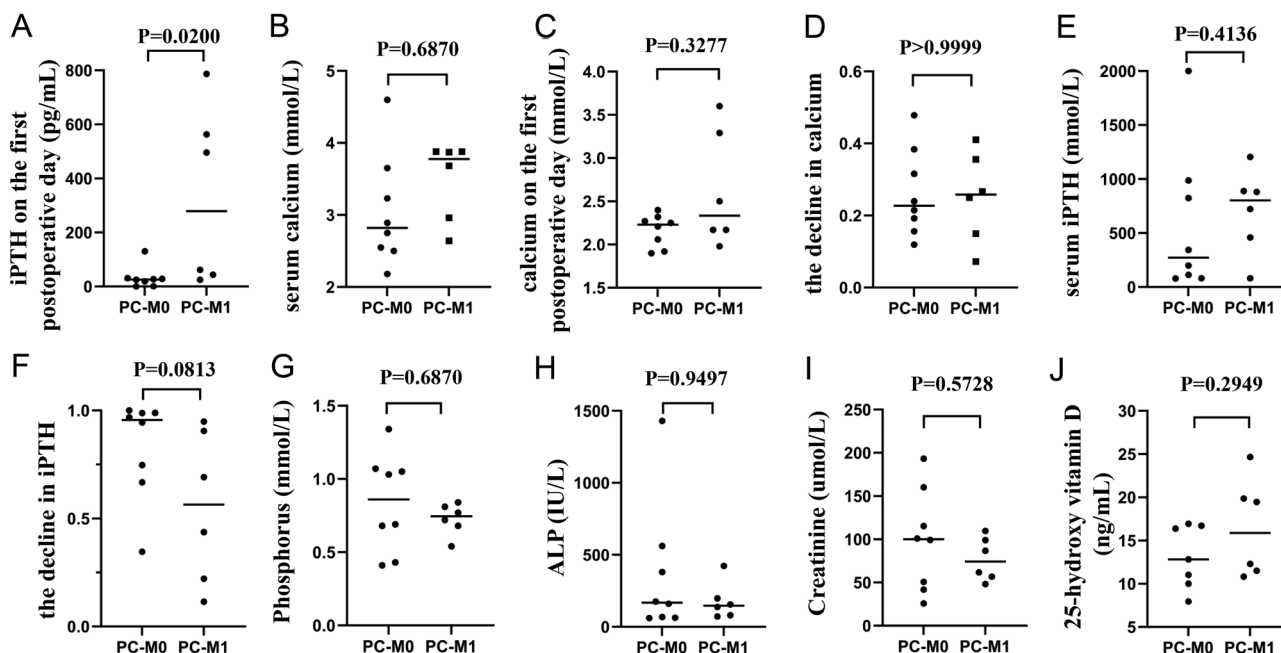 A
P=0.0200
iPTH on the first
postoperative day (pg/mL)
800
600
400
200
0
PC-M0
PC-M1
B
P=0.6870
serum calcium (mmol/L)
5
4
3
2
PC-M0
PC-M1
C
P=0.3277
calcium on the first
postoperative day (mmol/L)
4.0
3.5
3.0
2.5
2.0
1.5
PC-M0
PC-M1
D
P>0.9999
the decline in calcium
0.6
0.4
0.2
0.0
PC-M0
PC-M1
E
P=0.4136
serum iPTH (mmol/L)
2000
1500
1000
500
0
PC-M0
PC-M1
F
P=0.0813
the decline in iPTH
1.0
0.5
0.0
PC-M0
PC-M1
G
P=0.6870
Phosphorus (mmol/L)
1.5
1.0
0.5
0.0
PC-M0
PC-M1
H
P=0.9497
ALP (IU/L)
1500
1000
500
0
PC-M0
PC-M1
I
P=0.5728
Creatinine (umol/L)
250
200
150
100
50
0
PC-M0
PC-M1
J
P=0.2949
25-hydroxy vitamin D
(ng/mL)
30
25
20
15
10
5
PC-M0
PC-M1